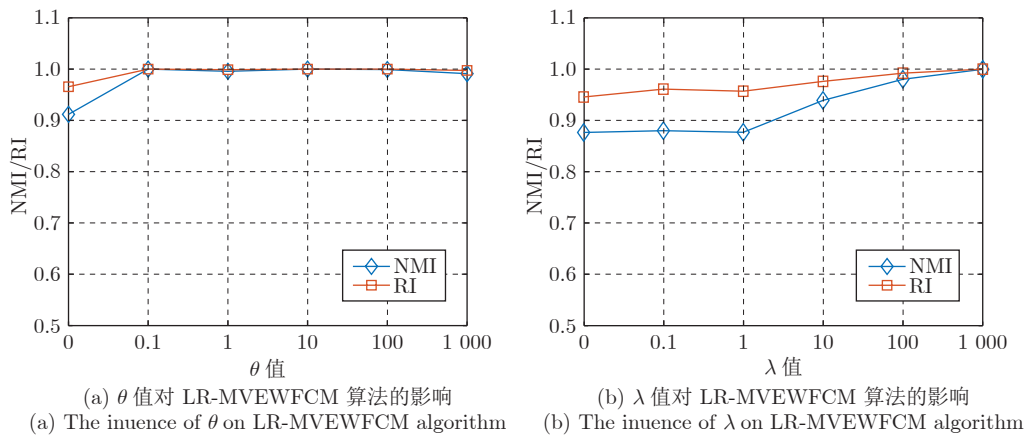 1.1
1.0
0.9
0.8
0.7
0.6
0.5
NMI/RI
NMI
RI
0 0.1 1 10 100 1 000
θ 值
(a) θ 值对 LR-MVEWFCM 算法的影响
(a) The inuence of θ on LR-MVEWFCM algorithm
1.1
1.0
0.9
0.8
0.7
0.6
0.5
NMI/RI
NMI
RI
0 0.1 1 10 100 1 000
λ 值
(b) λ 值对 LR-MVEWFCM 算法的影响
(b) The inuence of λ on LR-MVEWFCM algorithm